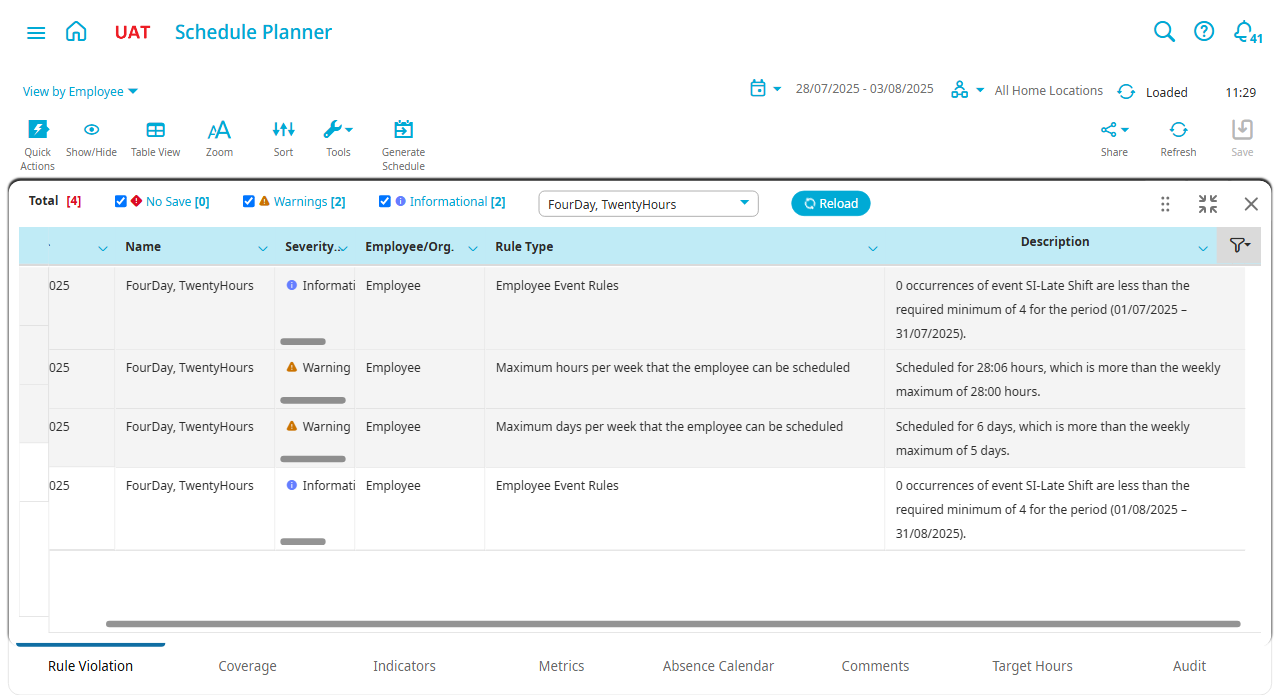 UAT Schedule Planner 41
View by Employee 28/07/2025 - 03/08/2025 All Home Locations Loaded 11:29
Quick Actions Show/Hide Table View Zoom Sort Tools Generate Schedule Share Refresh Save
Total [4] No Save [0] Warnings [2] Informational [2] FourDay, TwentyHours Reload
Name Severity... Employee/Org. Rule Type Description
025 FourDay, TwentyHours Informati Employee Employee Event Rules 0 occurrences of event SI-Late Shift are less than the
required minimum of 4 for the period (01/07/2025 –
31/07/2025).
025 FourDay, TwentyHours Warning Employee Maximum hours per week that the employee can be scheduled Scheduled for 28:06 hours, which is more than the weekly
maximum of 28:00 hours.
025 FourDay, TwentyHours Warning Employee Maximum days per week that the employee can be scheduled Scheduled for 6 days, which is more than the weekly
maximum of 5 days.
025 FourDay, TwentyHours Informati Employee Employee Event Rules 0 occurrences of event SI-Late Shift are less than the
required minimum of 4 for the period (01/08/2025 –
31/08/2025).
Rule Violation Coverage Indicators Metrics Absence Calendar Comments Target Hours Audit